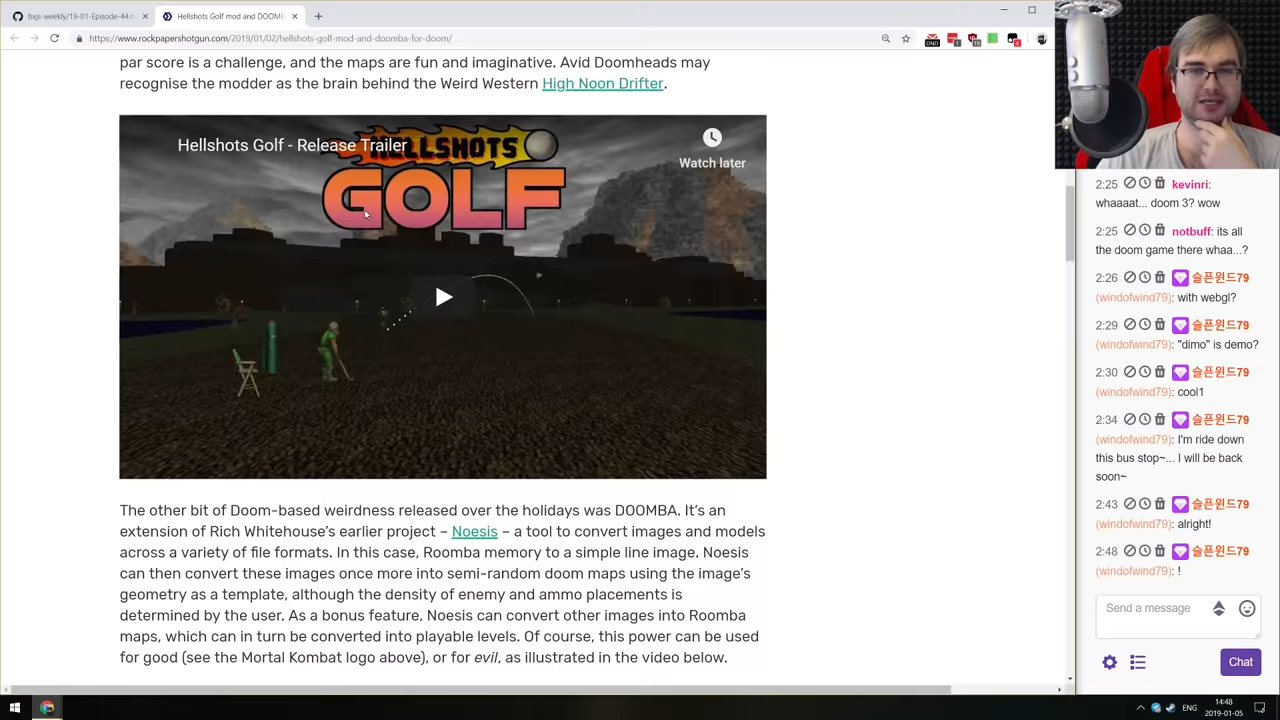 bxjs-weekly/19-01-Episode-44.m
Hellshots Golf mod and DOOMB
https://www.rockpapershotgun.com/2019/01/02/hellshots-golf-mod-and-doomba-for-doom/
par score is a challenge, and the maps are fun and imaginative. Avid Doomheads may
recognise the modder as the brain behind the Weird Western High Noon Drifter.
Hellshots Golf - Release Trailer
Watch later
HELLSHOTS
GOLF
The other bit of Doom-based weirdness released over the holidays was DOOMBA. It's an
extension of Rich Whitehouse's earlier project – Noesis – a tool to convert images and models
across a variety of file formats. In this case, Roomba memory to a simple line image. Noesis
can then convert these images once more into semi-random doom maps using the image's
geometry as a template, although the density of enemy and ammo placements is
determined by the user. As a bonus feature, Noesis can convert other images into Roomba
maps, which can in turn be converted into playable levels. Of course, this power can be used
for good (see the Mortal Kombat logo above), or for evil, as illustrated in the video below.
2:25 kevinri:
whaaaat... doom 3? wow
2:25 notbuff: its all
the doom game there whaa...?
2:26 슬픈윈드79
(windofwind79): with webgl?
2:29 슬픈윈드79
(windofwind79): "dimo" is demo?
2:30 슬픈윈드79
(windofwind79): cool1
2:34 슬픈윈드79
(windofwind79): I'm ride down
this bus stop~... I will be back
soon~
2:43 슬픈윈드79
(windofwind79): alright!
2:48 슬픈윈드79
(windofwind79): !
Send a message
Chat
ENG
14:48
2019-01-05